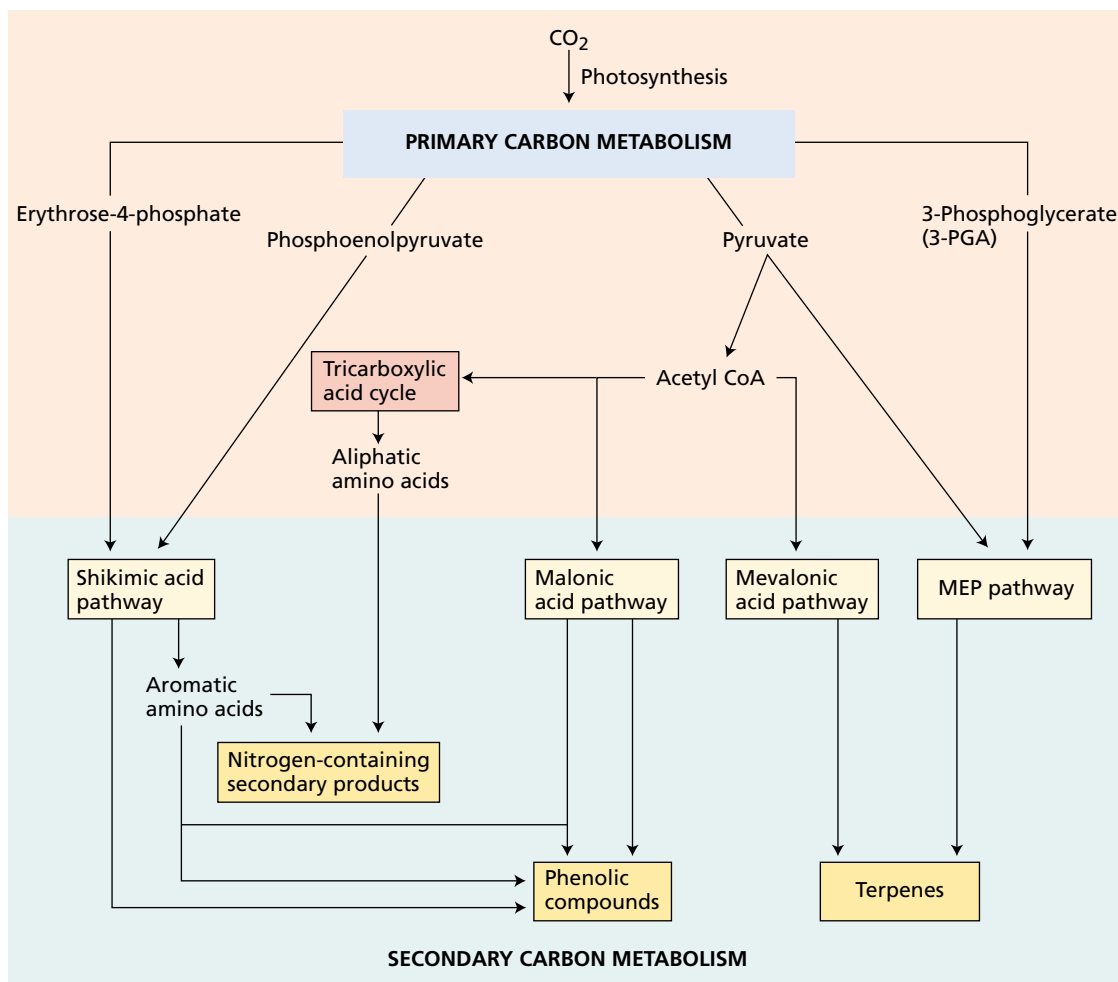 CO2
Photosynthesis
PRIMARY CARBON METABOLISM
Erythrose-4-phosphate
Phosphoenolpyruvate
Pyruvate
3-Phosphoglycerate
(3-PGA)
Tricarboxylic
acid cycle
Acetyl CoA
Aliphatic
amino acids
Shikimic acid
pathway
Malonic
acid pathway
Mevalonic
acid pathway
MEP pathway
Aromatic
amino acids
Nitrogen-containing
secondary products
Phenolic
compounds
Terpenes
SECONDARY CARBON METABOLISM